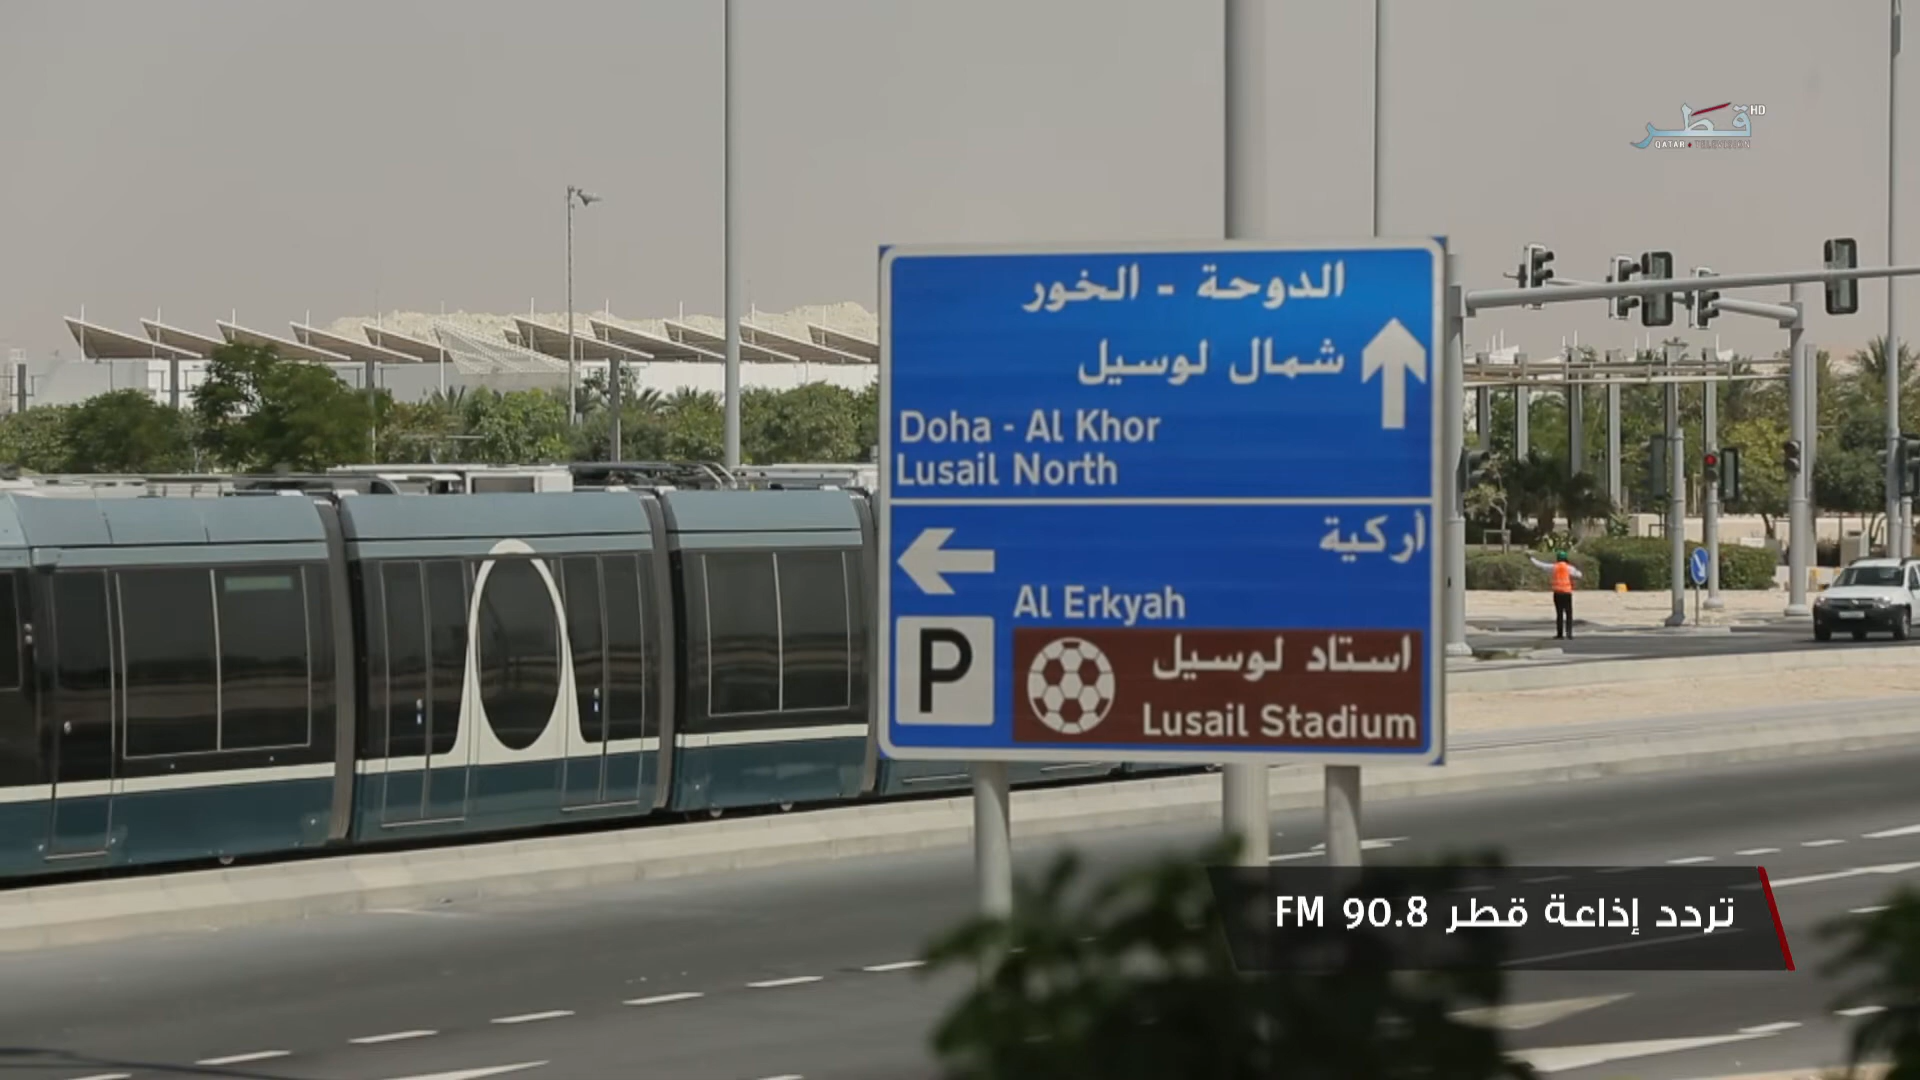 قطر HD
QATAR TELEVISION
الدوحة - الخور
شمال لوسيل
Doha - Al Khor
Lusail North
أركية
Al Erkyah
P
استاد لوسيل
Lusail Stadium
تردد إذاعة قطر FM 90.8